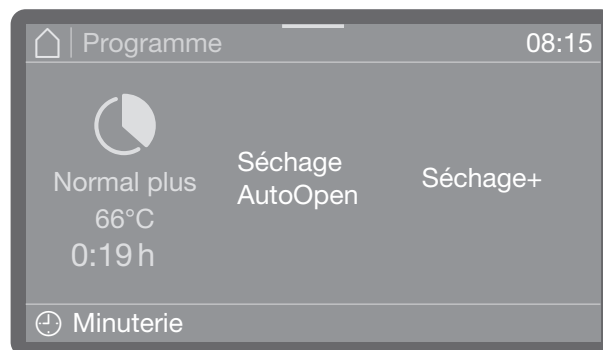 Programme
08:15
Normal plus
66°C
0:19 h
Séchage
AutoOpen
Séchage+
Minuterie